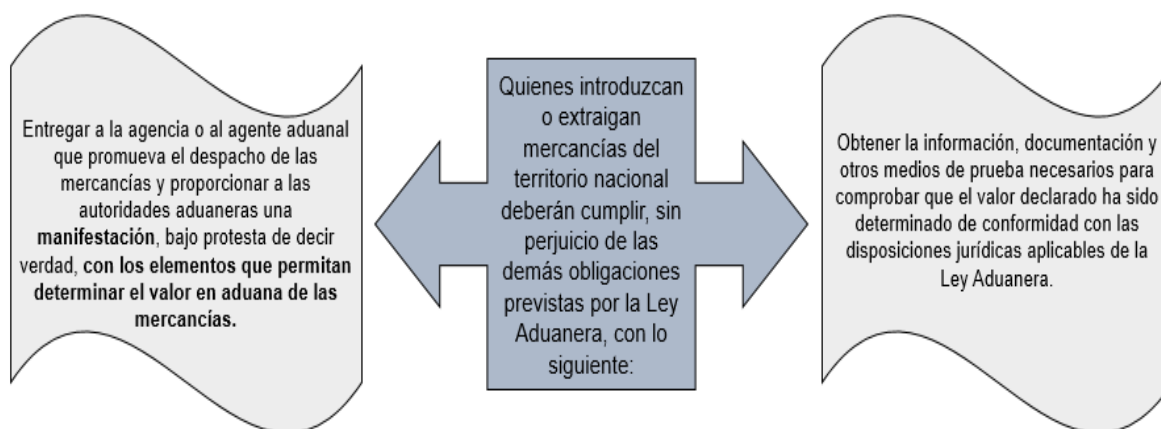 Entregar a la agencia o al agente aduanal
que promueva el despacho de las
mercancías y proporcionar a las
autoridades aduaneras una
manifestación, bajo protesta de decir
verdad, con los elementos que permitan
determinar el valor en aduana de las
mercancías.
Quienes introduzcan
o extraigan
mercancías del
territorio nacional
deberán cumplir, sin
perjuicio de las
demás obligaciones
previstas por la Ley
Aduanera, con lo
siguiente:
Obtener la información, documentación y
otros medios de prueba necesarios para
comprobar que el valor declarado ha sido
determinado de conformidad con las
disposiciones jurídicas aplicables de la
Ley Aduanera.